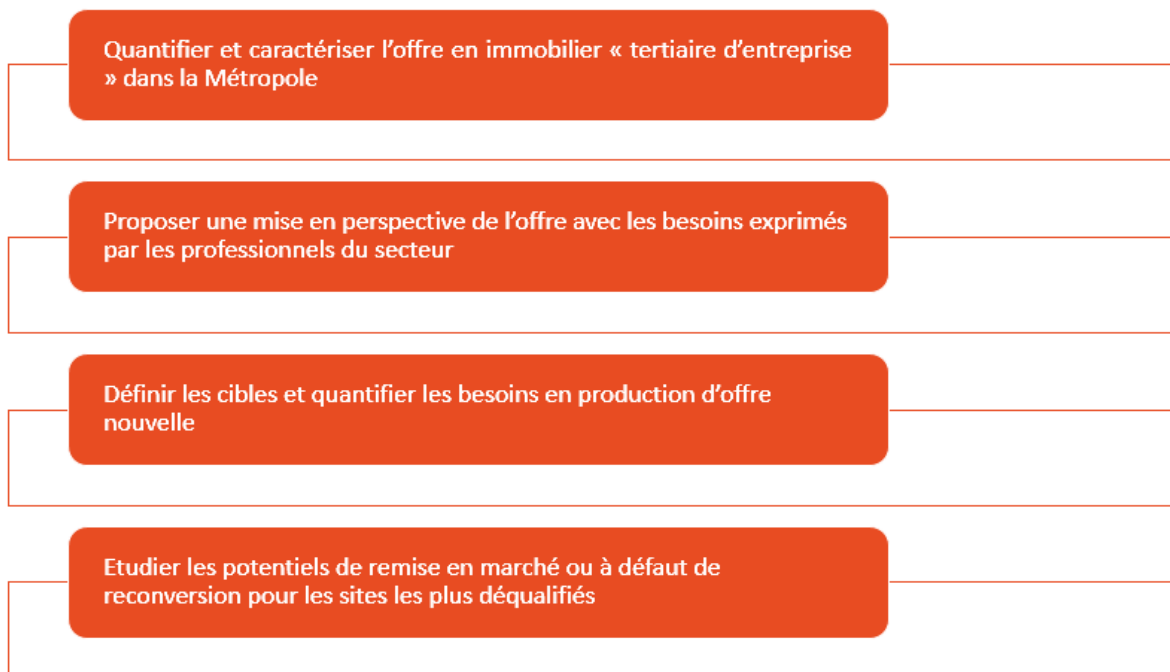 Quantifier et caractériser l’offre en immobilier « tertiaire d’entreprise
» dans la Métropole
Proposer une mise en perspective de l’offre avec les besoins exprimés
par les professionnels du secteur
Définir les cibles et quantifier les besoins en production d’offre
nouvelle
Etudier les potentiels de remise en marché ou à défaut de
reconversion pour les sites les plus déqualifiés